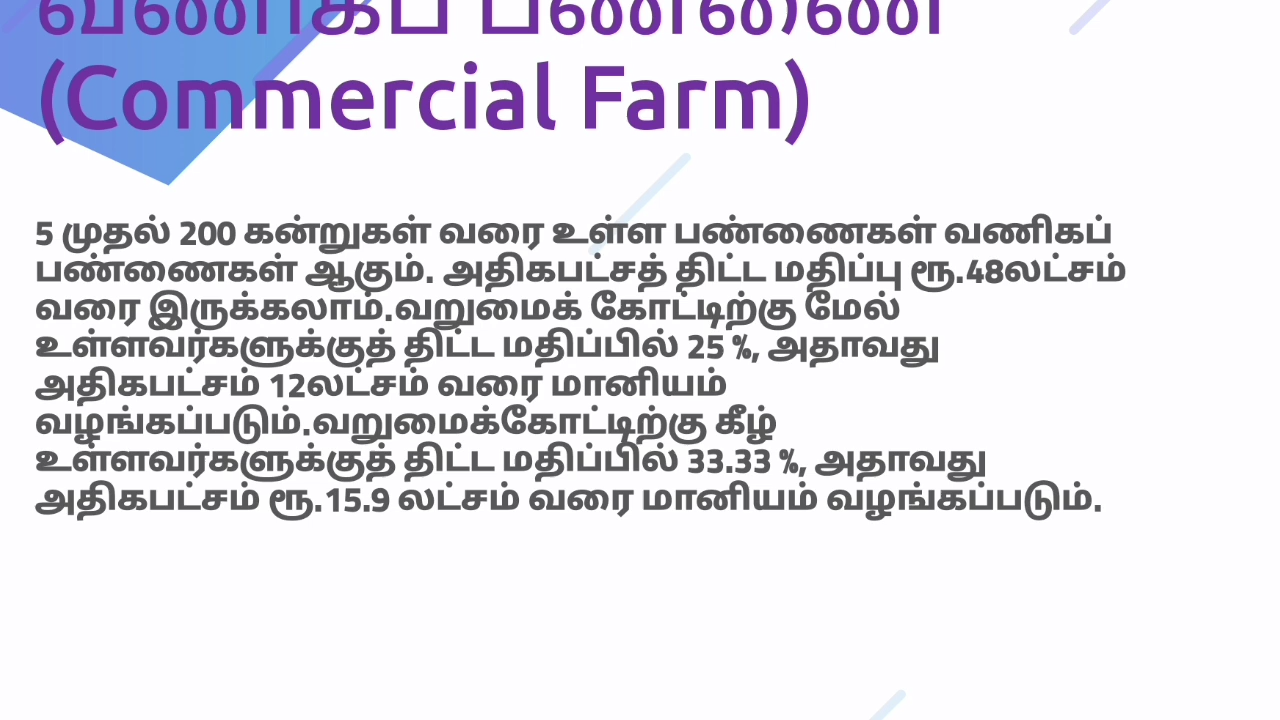 வணிகப் பண்ணை
(Commercial Farm)
5 முதல் 200 கன்றுகள் வரை உள்ள பண்ணைகள் வணிகப்
பண்ணைகள் ஆகும். அதிகபட்சத் திட்ட மதிப்பு ரூ.48லட்சம்
வரை இருக்கலாம்.வறுமைக் கோட்டிற்கு மேல்
உள்ளவர்களுக்குத் திட்ட மதிப்பில் 25 %, அதாவது
அதிகபட்சம் 12லட்சம் வரை மானியம்
வழங்கப்படும்.வறுமைக்கோட்டிற்கு கீழ்
உள்ளவர்களுக்குத் திட்ட மதிப்பில் 33.33 %, அதாவது
அதிகபட்சம் ரூ.15.9 லட்சம் வரை மானியம் வழங்கப்படும்.